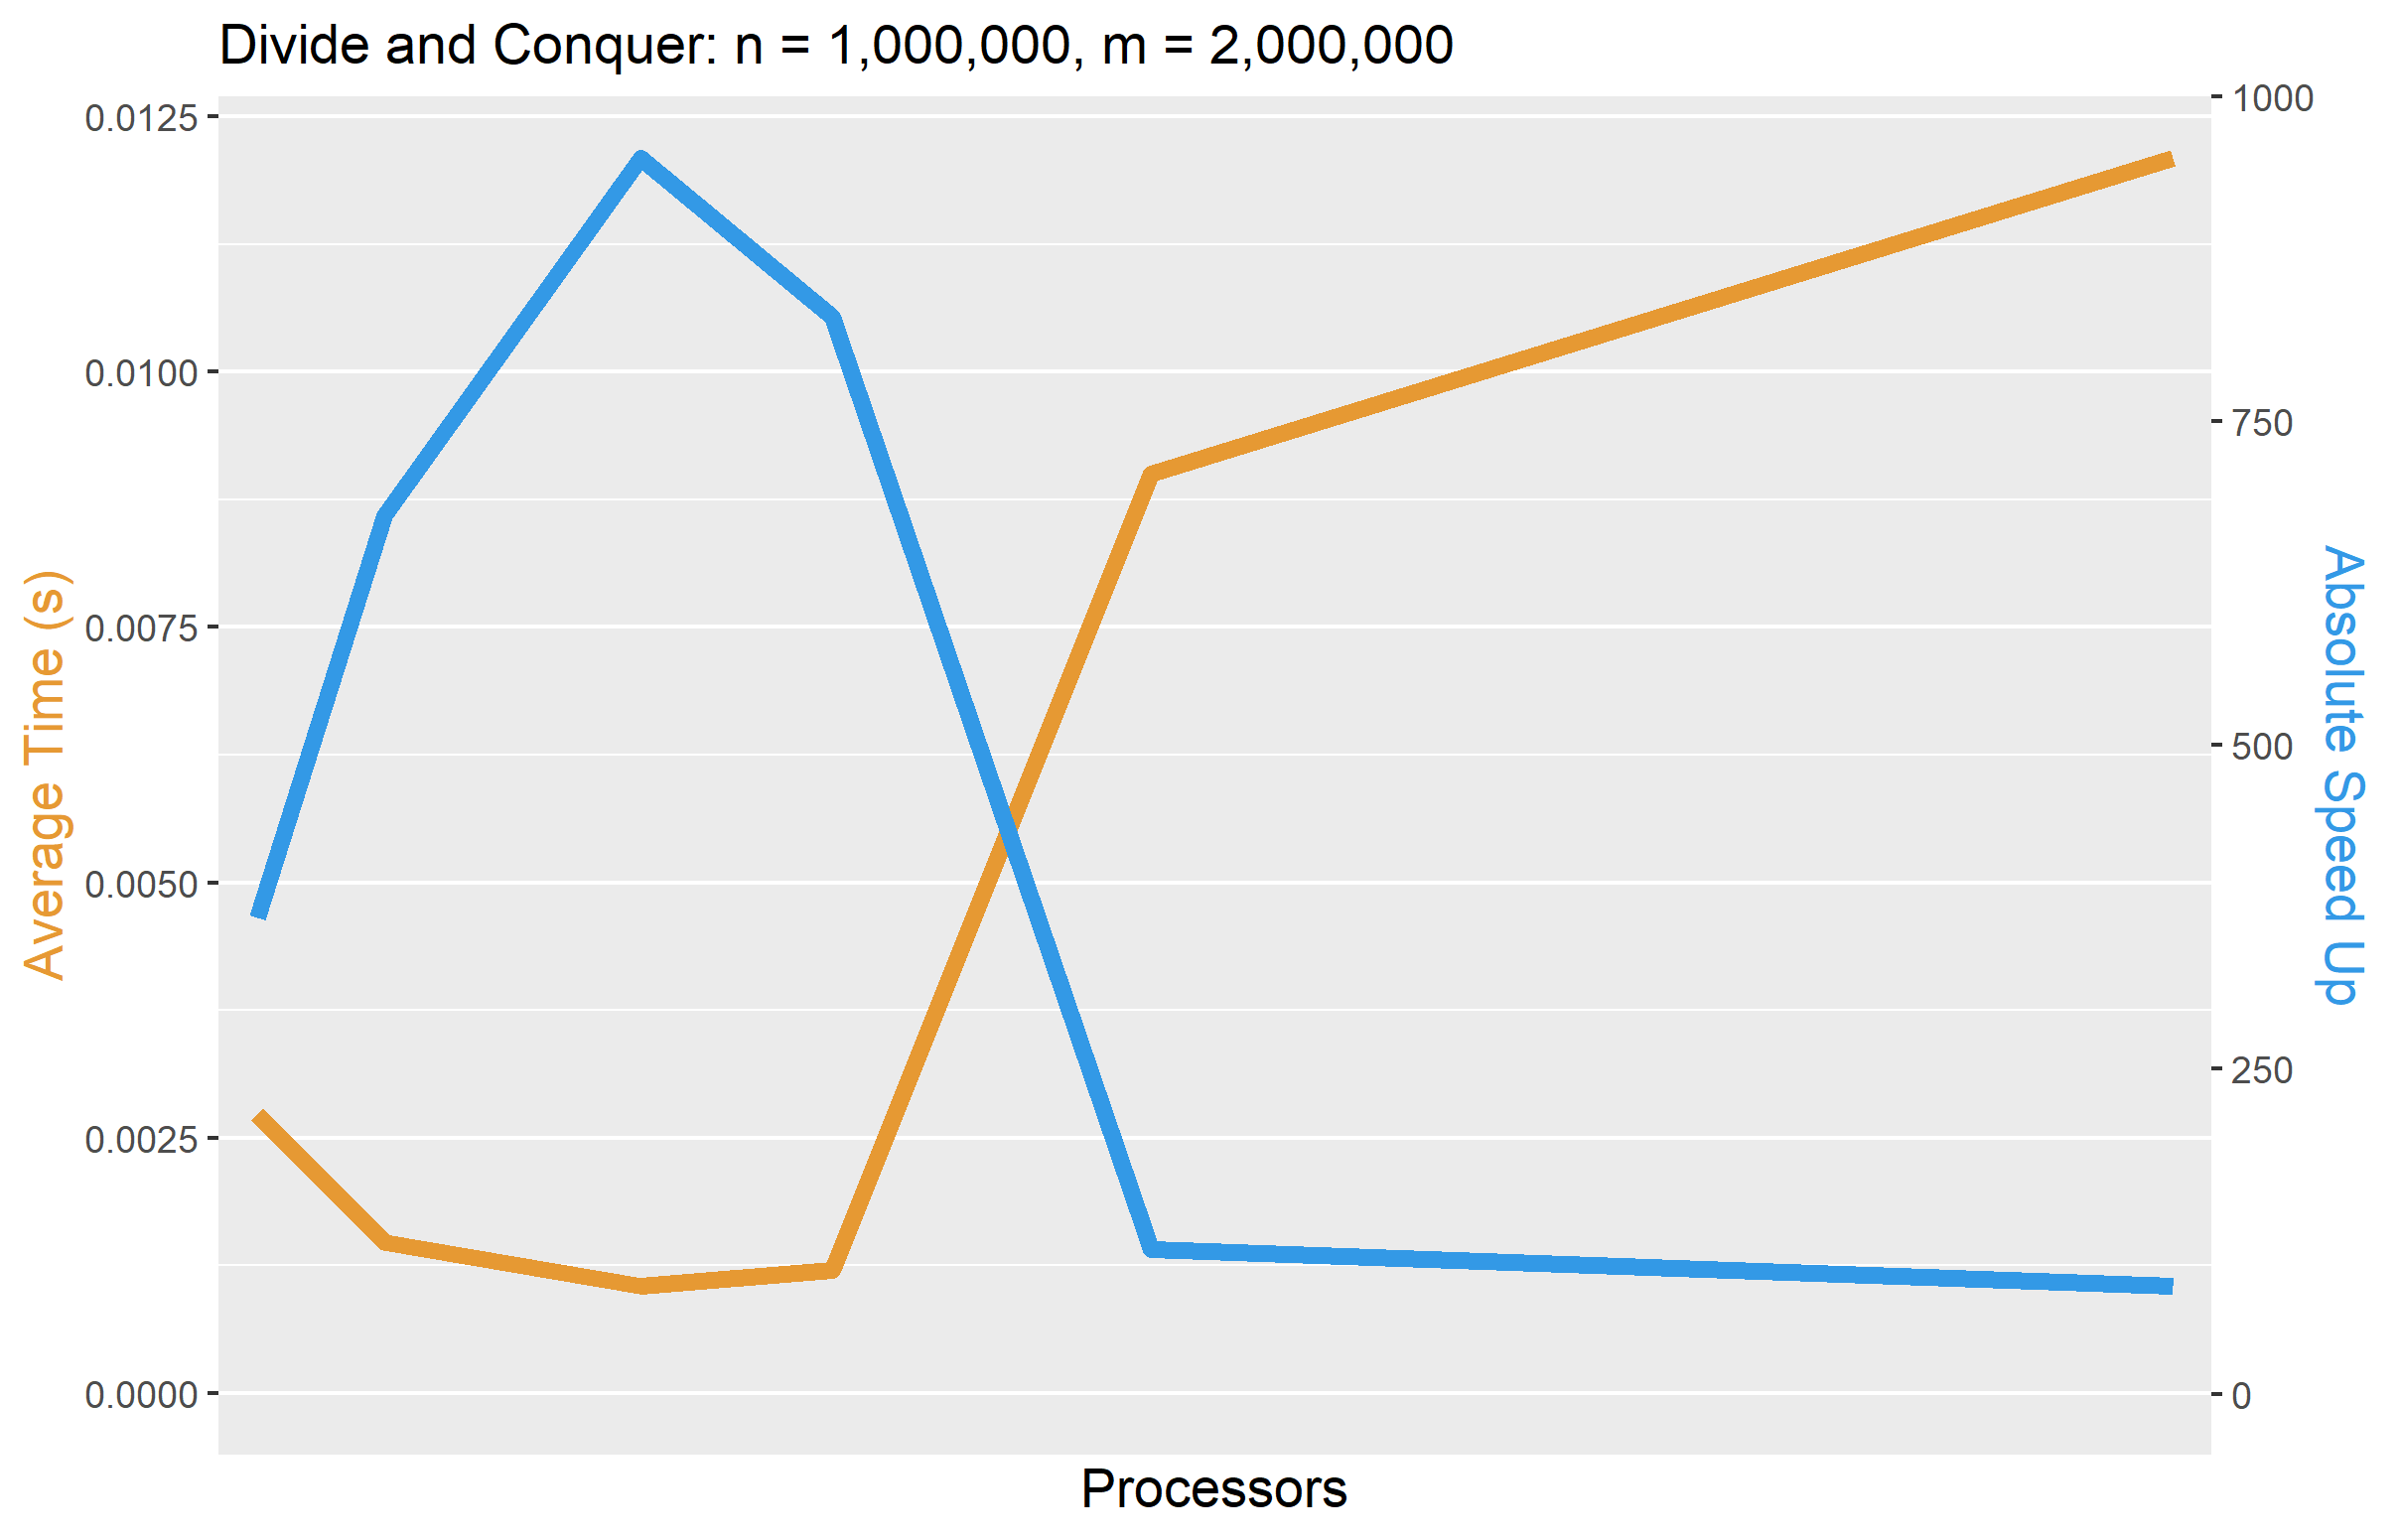 Divide and Conquer: n = 1,000,000, m = 2,000,000
Average Time (s)
0.0125
0.0100
0.0075
0.0050
0.0025
0.0000
1000
750
500
250
0
Absolute Speed Up
Processors